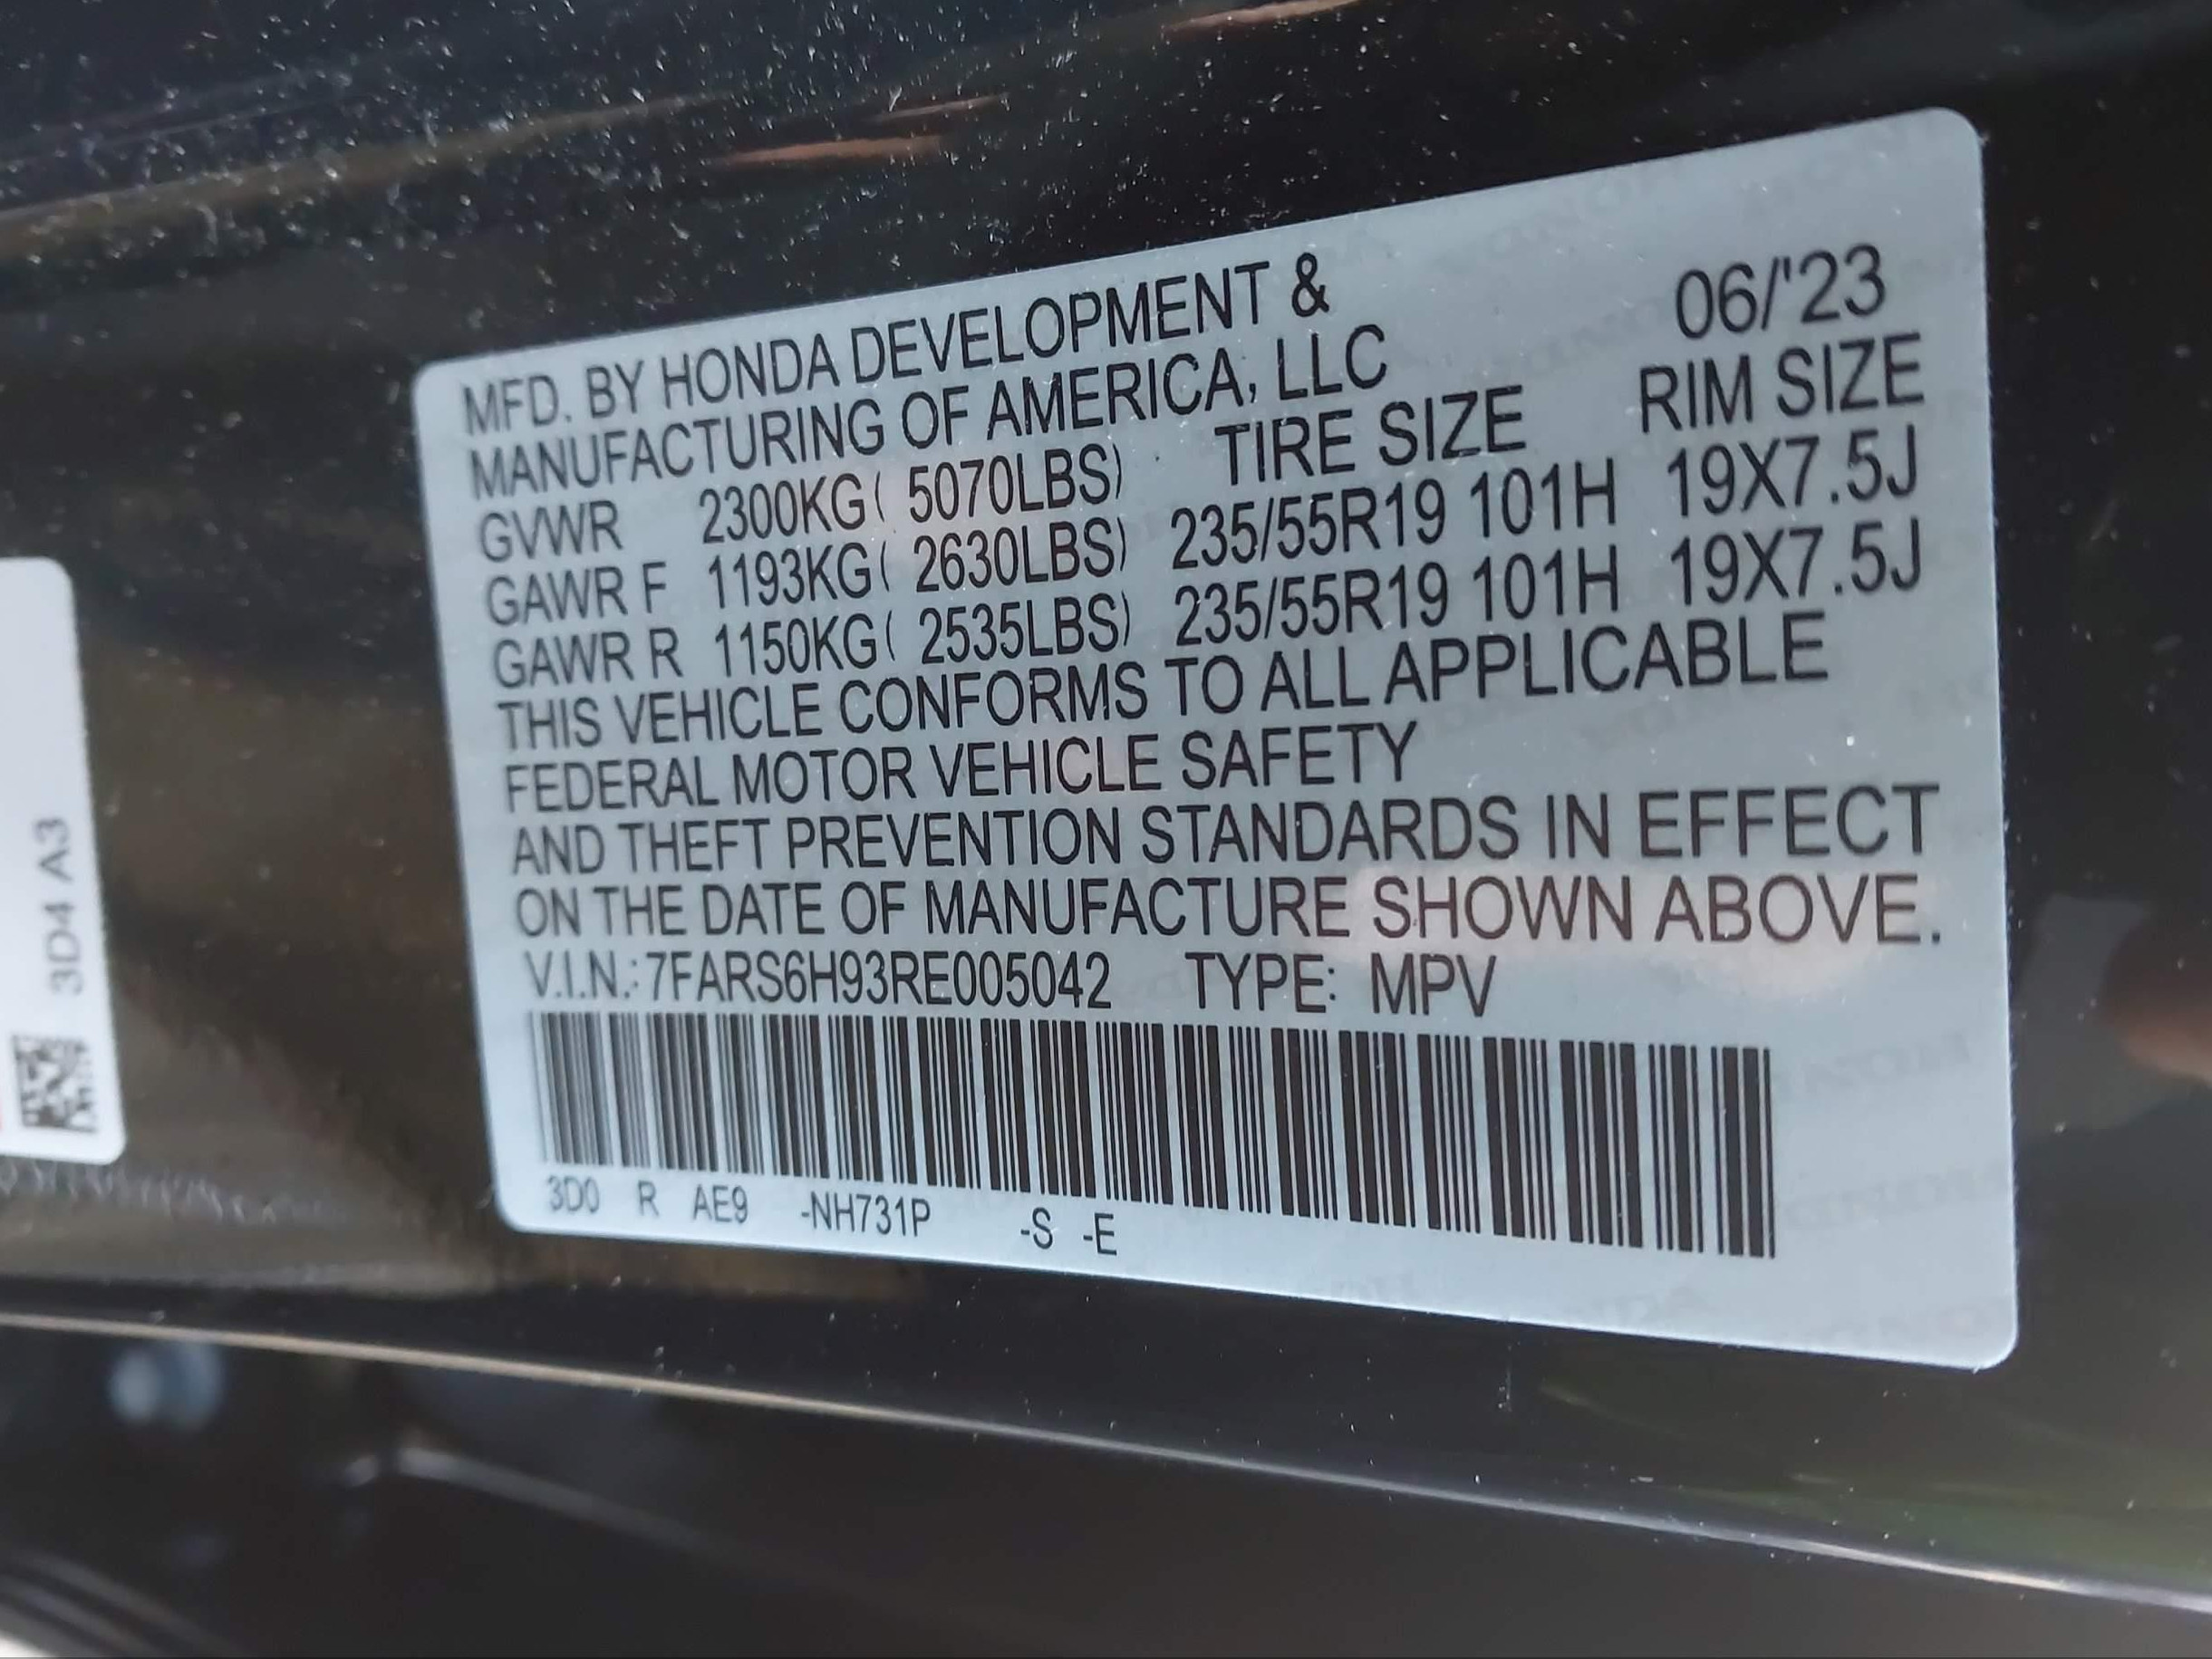 MFD. BY HONDA DEVELOPMENT &
MANUFACTURING OF AMERICA, LLC 06/'23
GVWR 2300KG( 5070LBS) TIRE SIZE RIM SIZE
GAWR F 1193KG( 2630LBS) 235/55R19 101H 19X7.5J
GAWR R 1150KG( 2535LBS) 235/55R19 101H 19X7.5J
THIS VEHICLE CONFORMS TO ALL APPLICABLE
FEDERAL MOTOR VEHICLE SAFETY
AND THEFT PREVENTION STANDARDS IN EFFECT
ON THE DATE OF MANUFACTURE SHOWN ABOVE.
V.I.N.:7FARS6H93RE005042 TYPE: MPV
3D0 R AE9 -NH731P -S -E
3D4 A3